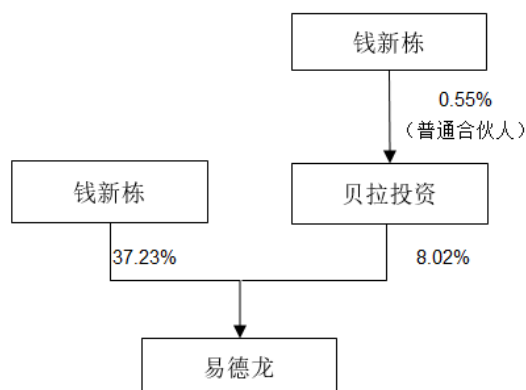 钱新栋
0.55%
（普通合伙人）
钱新栋
贝拉投资
37.23%
8.02%
易德龙